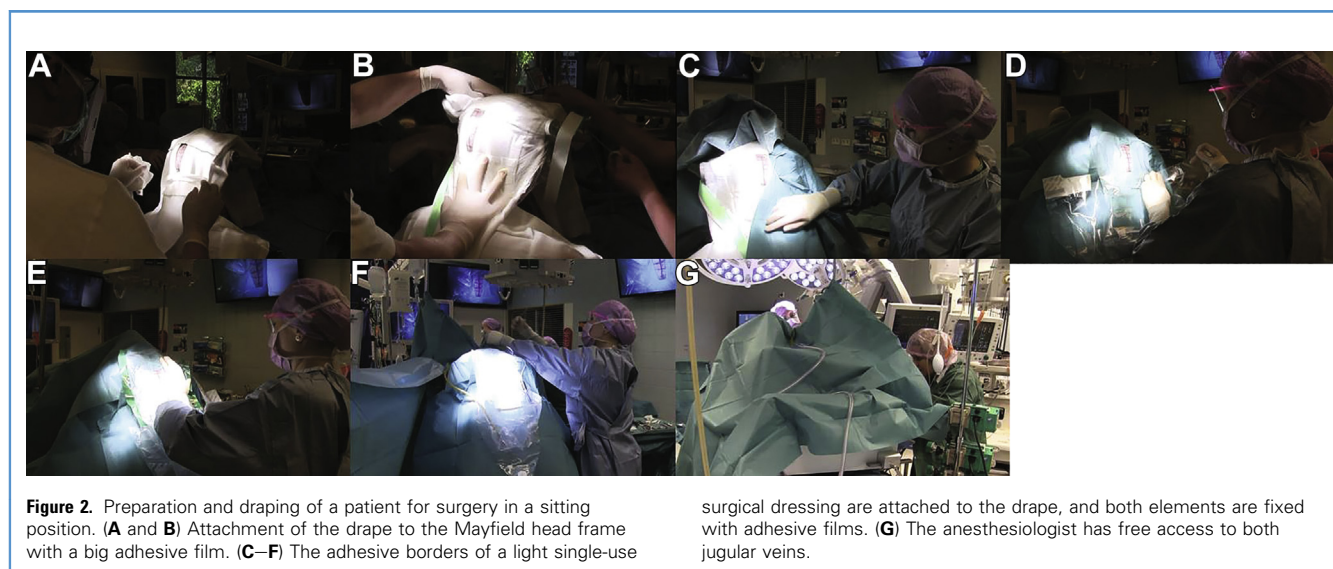 A
B
C
D
E
F
G
Figure 2. Preparation and draping of a patient for surgery in a sitting
position. (A and B) Attachment of the drape to the Mayfield head frame
with a big adhesive film. (C–F) The adhesive borders of a light single-use
surgical dressing are attached to the drape, and both elements are fixed
with adhesive films. (G) The anesthesiologist has free access to both
jugular veins.